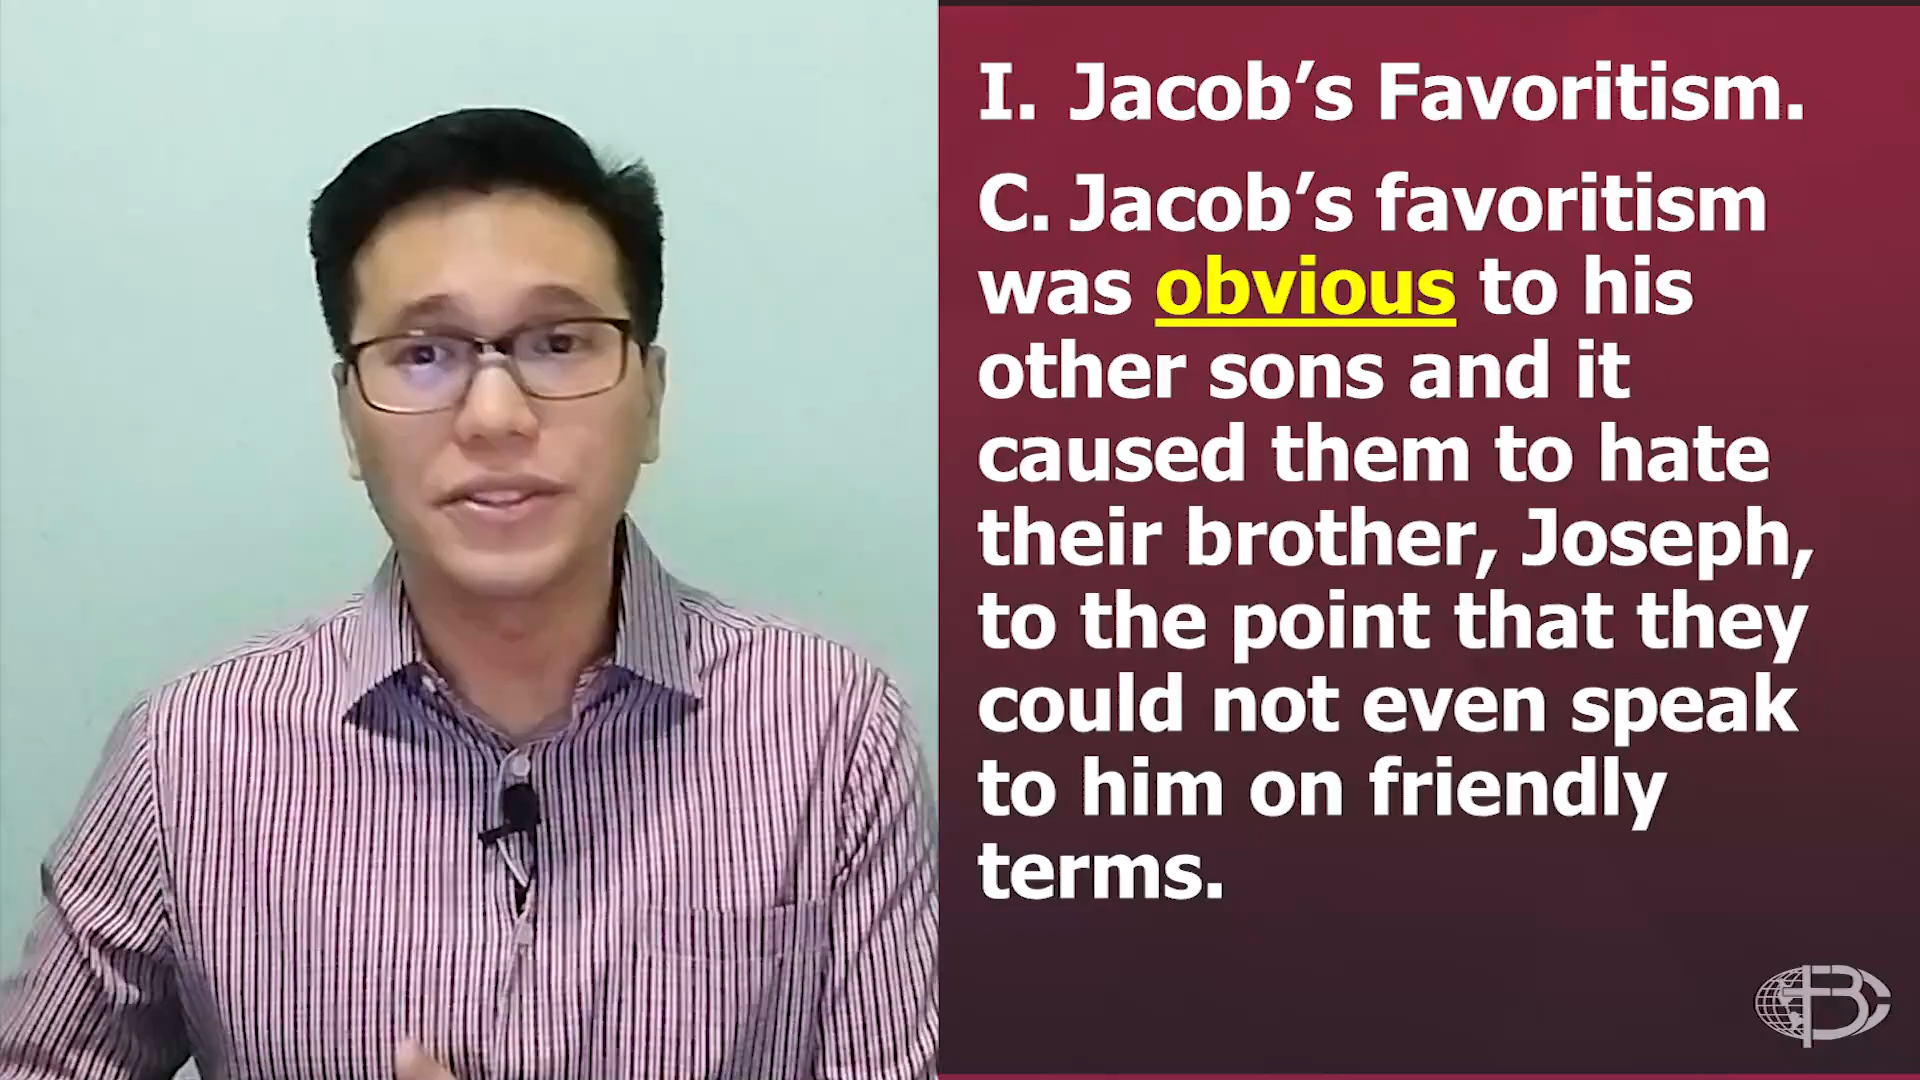 I. Jacob’s Favoritism.
C. Jacob’s favoritism
was obvious to his
other sons and it
caused them to hate
their brother, Joseph,
to the point that they
could not even speak
to him on friendly
terms.
BC